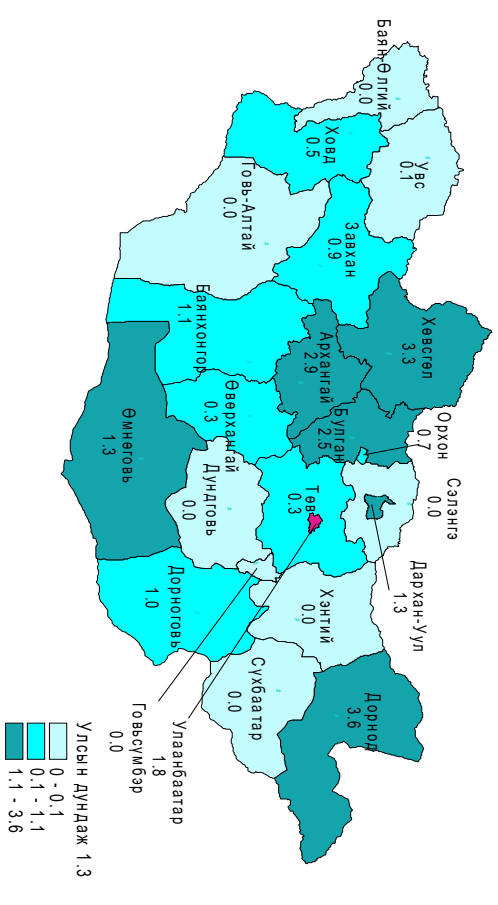 Баян-Өлгий
0.0
Увс
0.1
Ховд
0.5
Говь-Алтай
0.0
Завхан
0.9
Баянхонгор
1.1
Хөвсгөл
3.3
Архангай
2.9
Булган
2.5
Орхон
0.7
Өверхангай
0.3
Өмнөговь
1.3
Дундговь
0.0
Төв
0.3
Сэлэнгэ
0.0
Дархан-Уул
1.3
Хэнтий
0.0
Дорноговь
1.0
Сүхбаатар
0.0
Дорнод
3.6
Улаанбаатар
1.8
Говьсүмбэр
0.0
Улсын дундаж 1.3
0 - 0.1
0.1 - 1.1
1.1 - 3.6